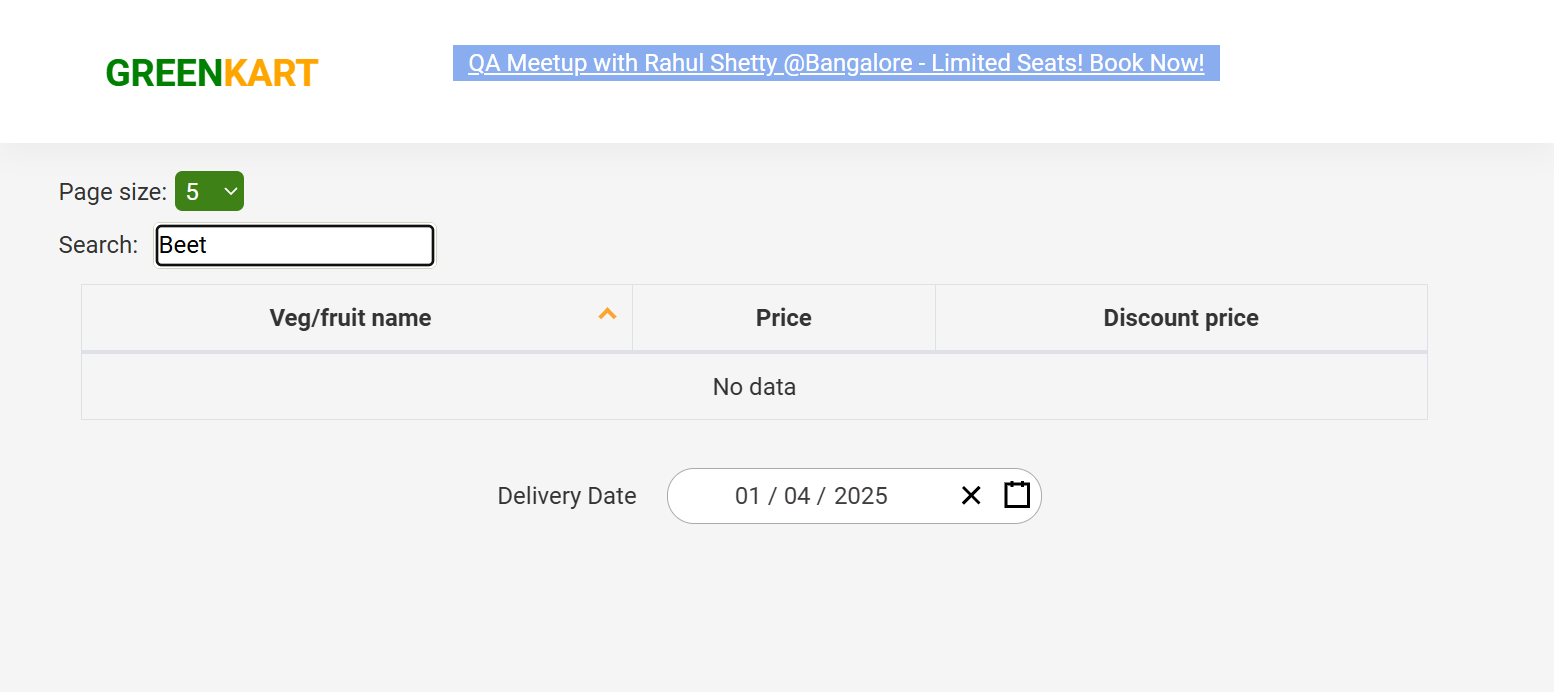 GREENKART
QA Meetup with Rahul Shetty @Bangalore - Limited Seats! Book Now!
Page size: 5
Search: Beet
Veg/fruit name Price Discount price
No data
Delivery Date 01 / 04 / 2025